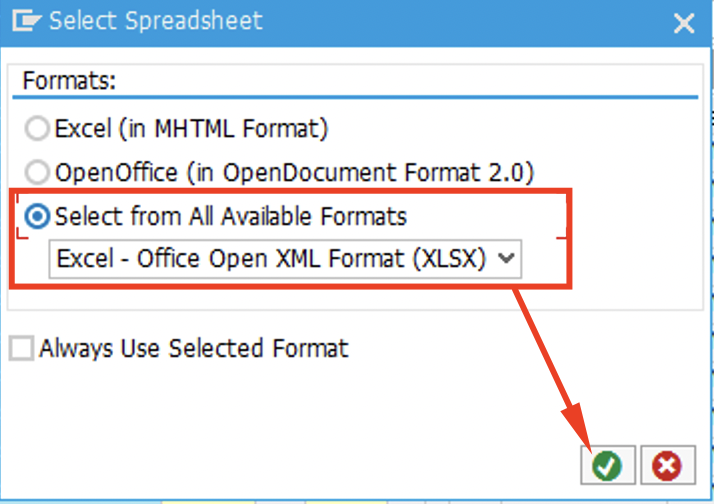 Select Spreadsheet
Formats:
Excel (in MHTML Format)
OpenOffice (in OpenDocument Format 2.0)
Select from All Available Formats
Excel - Office Open XML Format (XLSX)
Always Use Selected Format